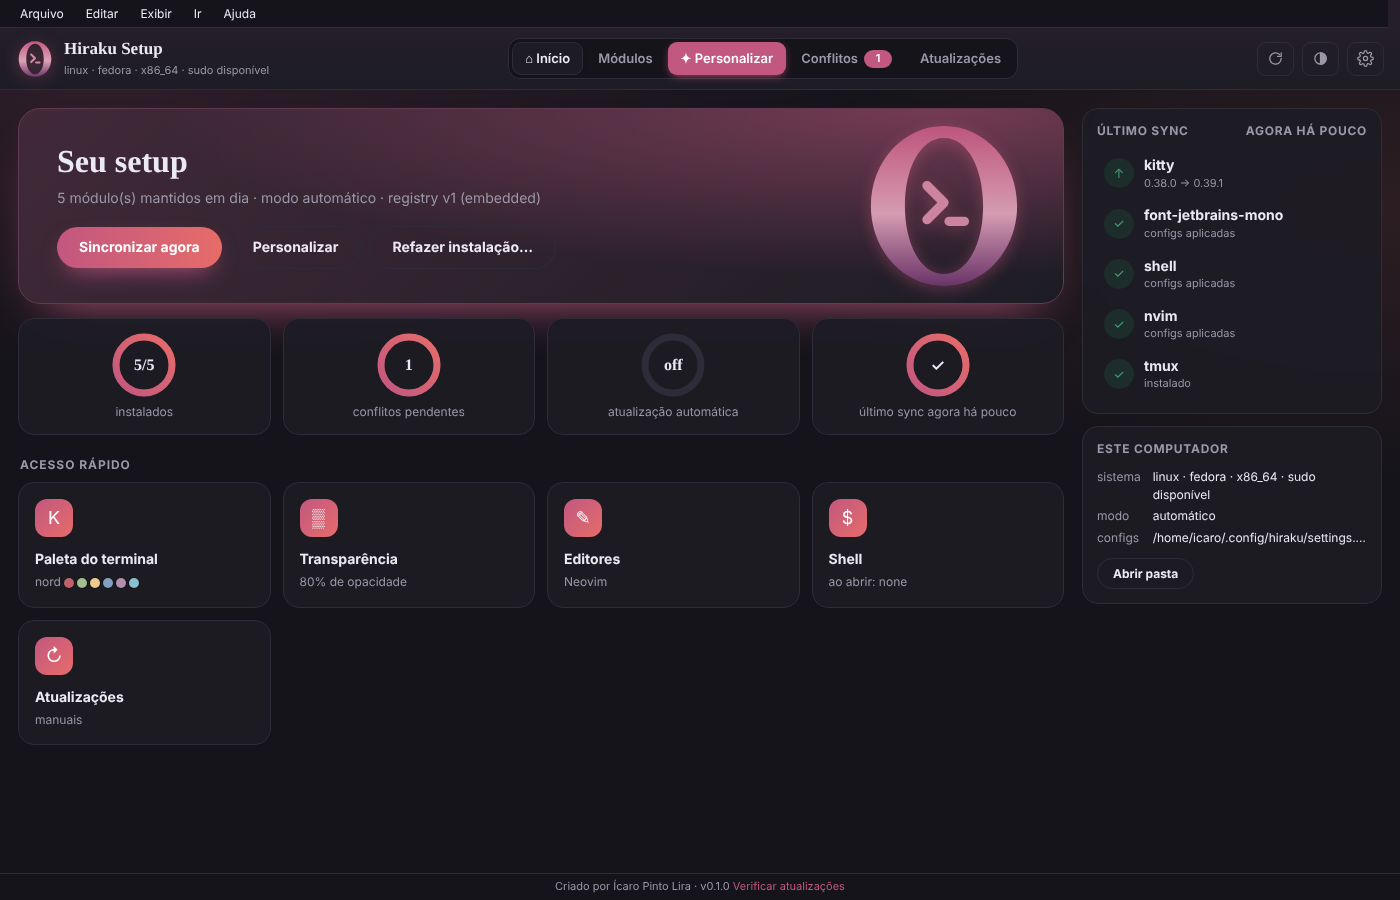 Arquivo Editar Exibir Ir Ajuda
Hiraku Setup
linux · fedora · x86_64 · sudo disponível
⌂ Início Módulos ✦ Personalizar Conflitos 1 Atualizações
Seu setup
5 módulo(s) mantidos em dia · modo automático · registry v1 (embedded)
Sincronizar agora Personalizar Refazer instalação...
5/5
instalados
1
conflitos pendentes
off
atualização automática
✓
último sync agora há pouco
ACESSO RÁPIDO
K
Paleta do terminal
nord
Transparência
80% de opacidade
✎
Editores
Neovim
$
Shell
ao abrir: none
↻
Atualizações
manuais
ÚLTIMO SYNC AGORA HÁ POUCO
↑
kitty
0.38.0 → 0.39.1
✓
font-jetbrains-mono
configs aplicadas
✓
shell
configs aplicadas
✓
nvim
configs aplicadas
✓
tmux
instalado
ESTE COMPUTADOR
sistema linux · fedora · x86_64 · sudo
disponível
modo automático
configs /home/icaro/.config/hiraku/settings....
Abrir pasta
Criado por Ícaro Pinto Lira · v0.1.0 Verificar atualizações